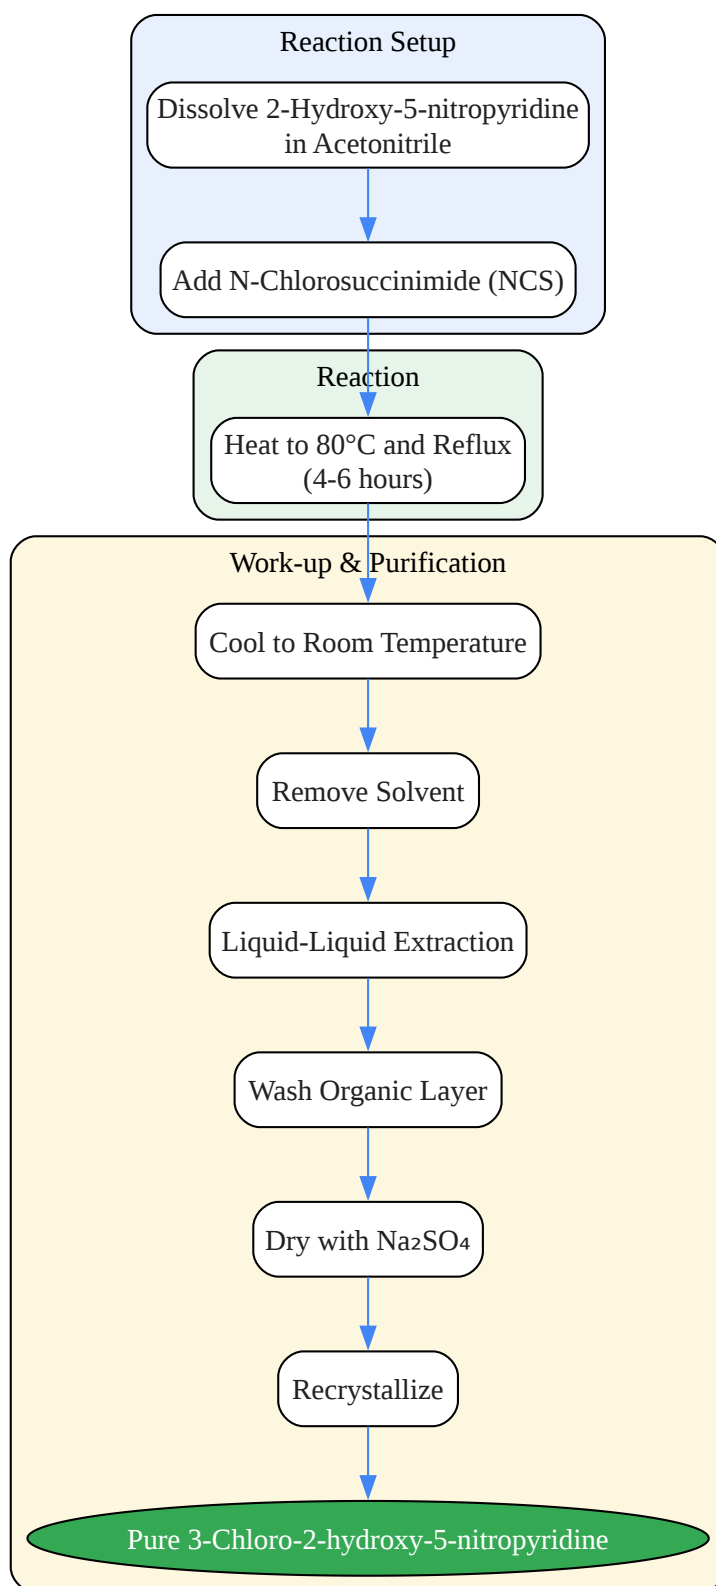 Reaction Setup
Dissolve 2-Hydroxy-5-nitropyridine
in Acetonitrile
Add N-Chlorosuccinimide (NCS)
Reaction
Heat to 80°C and Reflux
(4-6 hours)
Work-up & Purification
Cool to Room Temperature
Remove Solvent
Liquid-Liquid Extraction
Wash Organic Layer
Dry with Na₂SO₄
Recrystallize
Pure 3-Chloro-2-hydroxy-5-nitropyridine